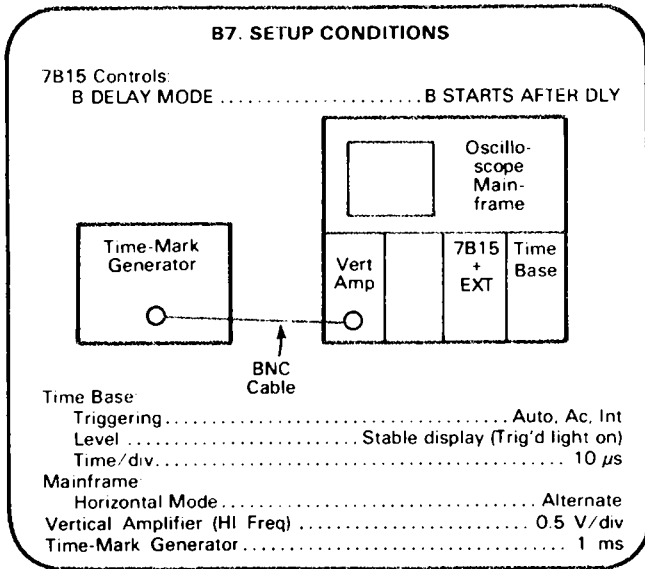 B7. SETUP CONDITIONS
7B15 Controls:
B DELAY MODE ........................ B STARTS AFTER DLY
Oscillo-
scope
Main-
frame
Time-Mark
Generator
Vert
Amp
7B15
+
EXT
Time
Base
BNC
Cable
Time Base:
Triggering ........................................ Auto, Ac, Int
Level ........................... Stable display (Trig'd light on)
Time/div ............................................... 10 µs
Mainframe:
Horizontal Mode .................................. Alternate
Vertical Amplifier (HI Freq) ........................... 0.5 V/div
Time-Mark Generator ................................... 1 ms